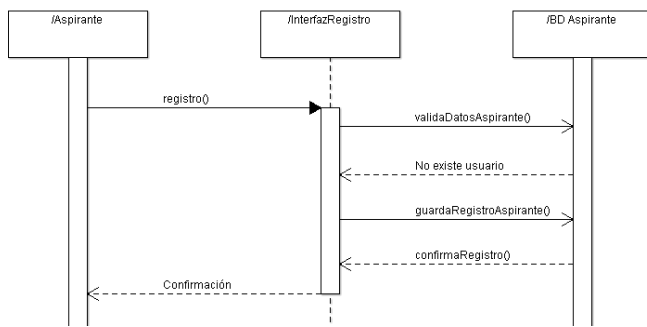 /Aspirante
/InterfazRegistro
/BD Aspirante
registro()
validaDatosAspirante()
No existe usuario
guardaRegistroAspirante()
confirmaRegistro()
Confirmación